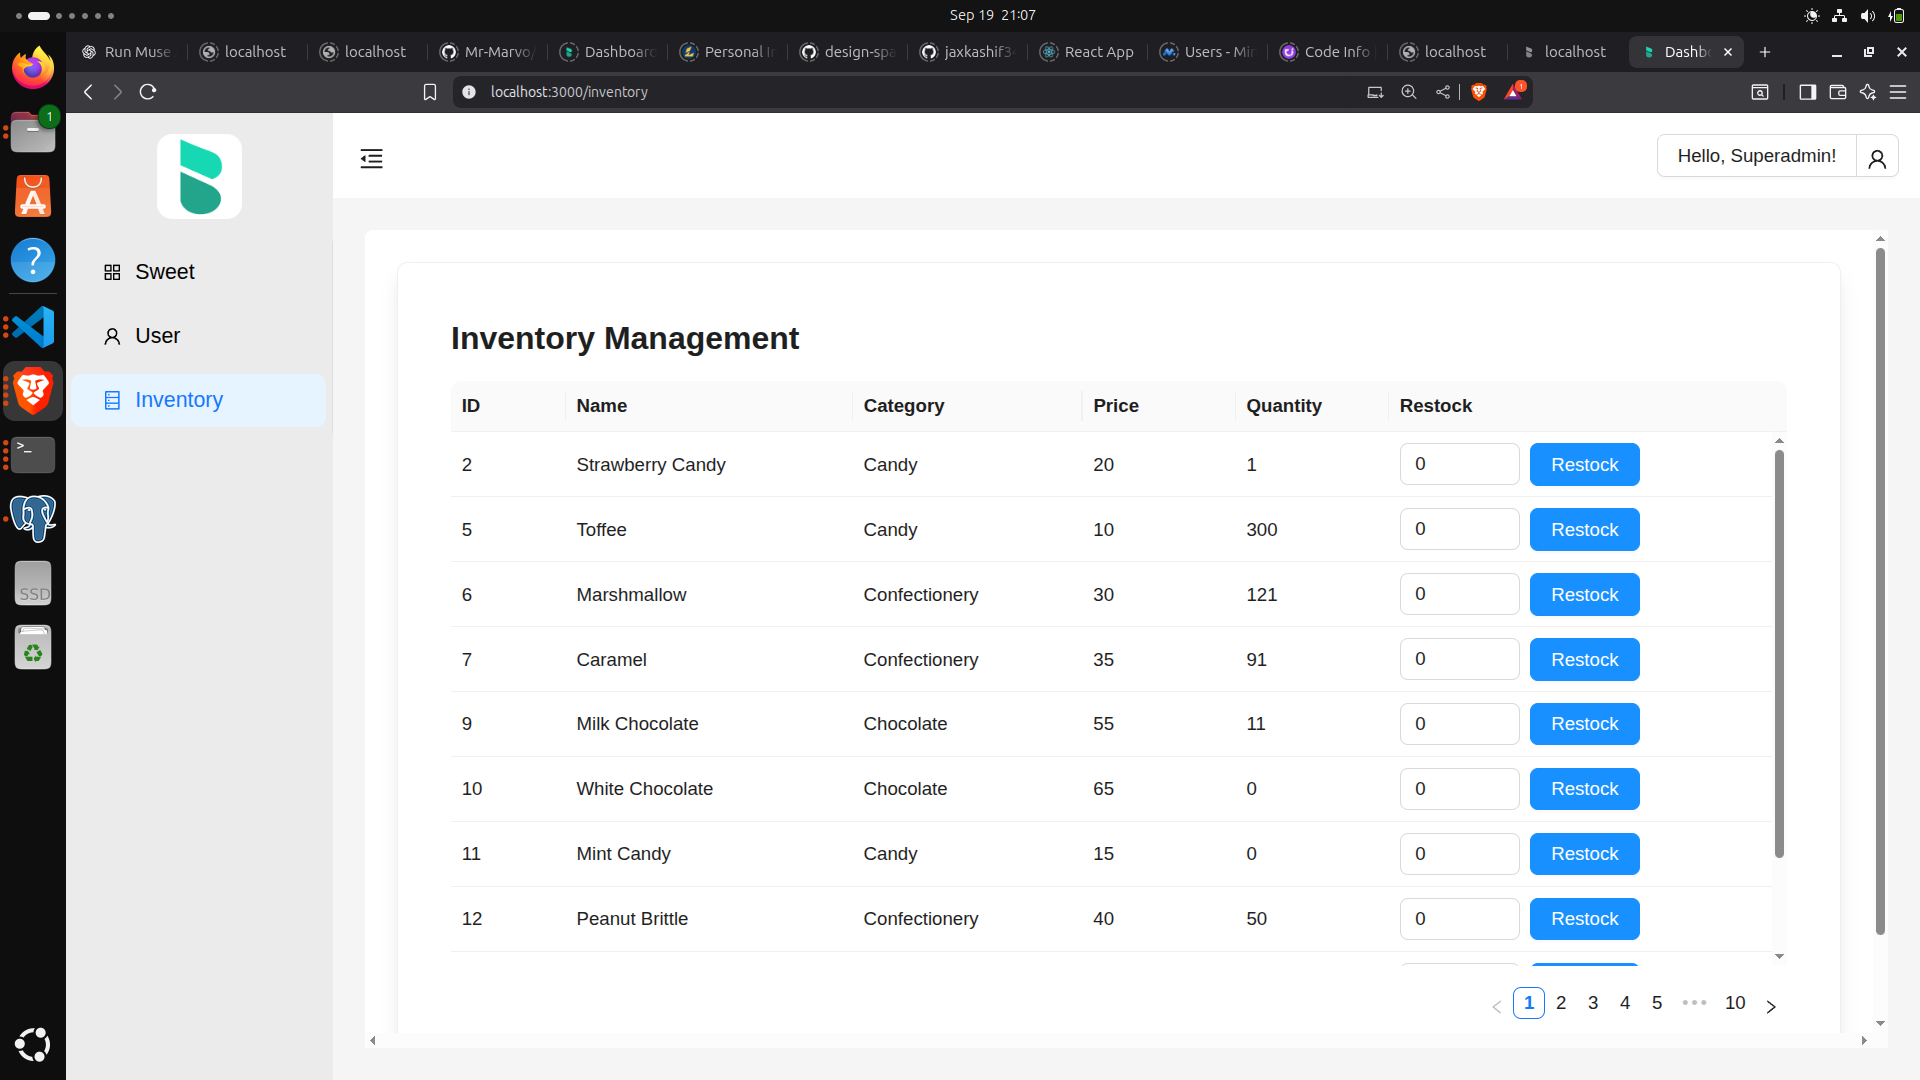 Sep 19 21:07
Run Muse
localhost
localhost
Mr-Marvo/
Dashboard
Personal I
design-spa
jaxkashif3
React App
Users - Mi
Code Info
localhost
localhost
Dashb
localhost:3000/inventory
1
1
Hello, Superadmin!
Sweet
User
Inventory
Inventory Management
ID Name Category Price Quantity Restock
2 Strawberry Candy Candy 20 1 0 Restock
5 Toffee Candy 10 300 0 Restock
6 Marshmallow Confectionery 30 121 0 Restock
7 Caramel Confectionery 35 91 0 Restock
9 Milk Chocolate Chocolate 55 11 0 Restock
10 White Chocolate Chocolate 65 0 0 Restock
11 Mint Candy Candy 15 0 0 Restock
12 Peanut Brittle Confectionery 40 50 0 Restock
1 2 3 4 5 ••• 10
SSD